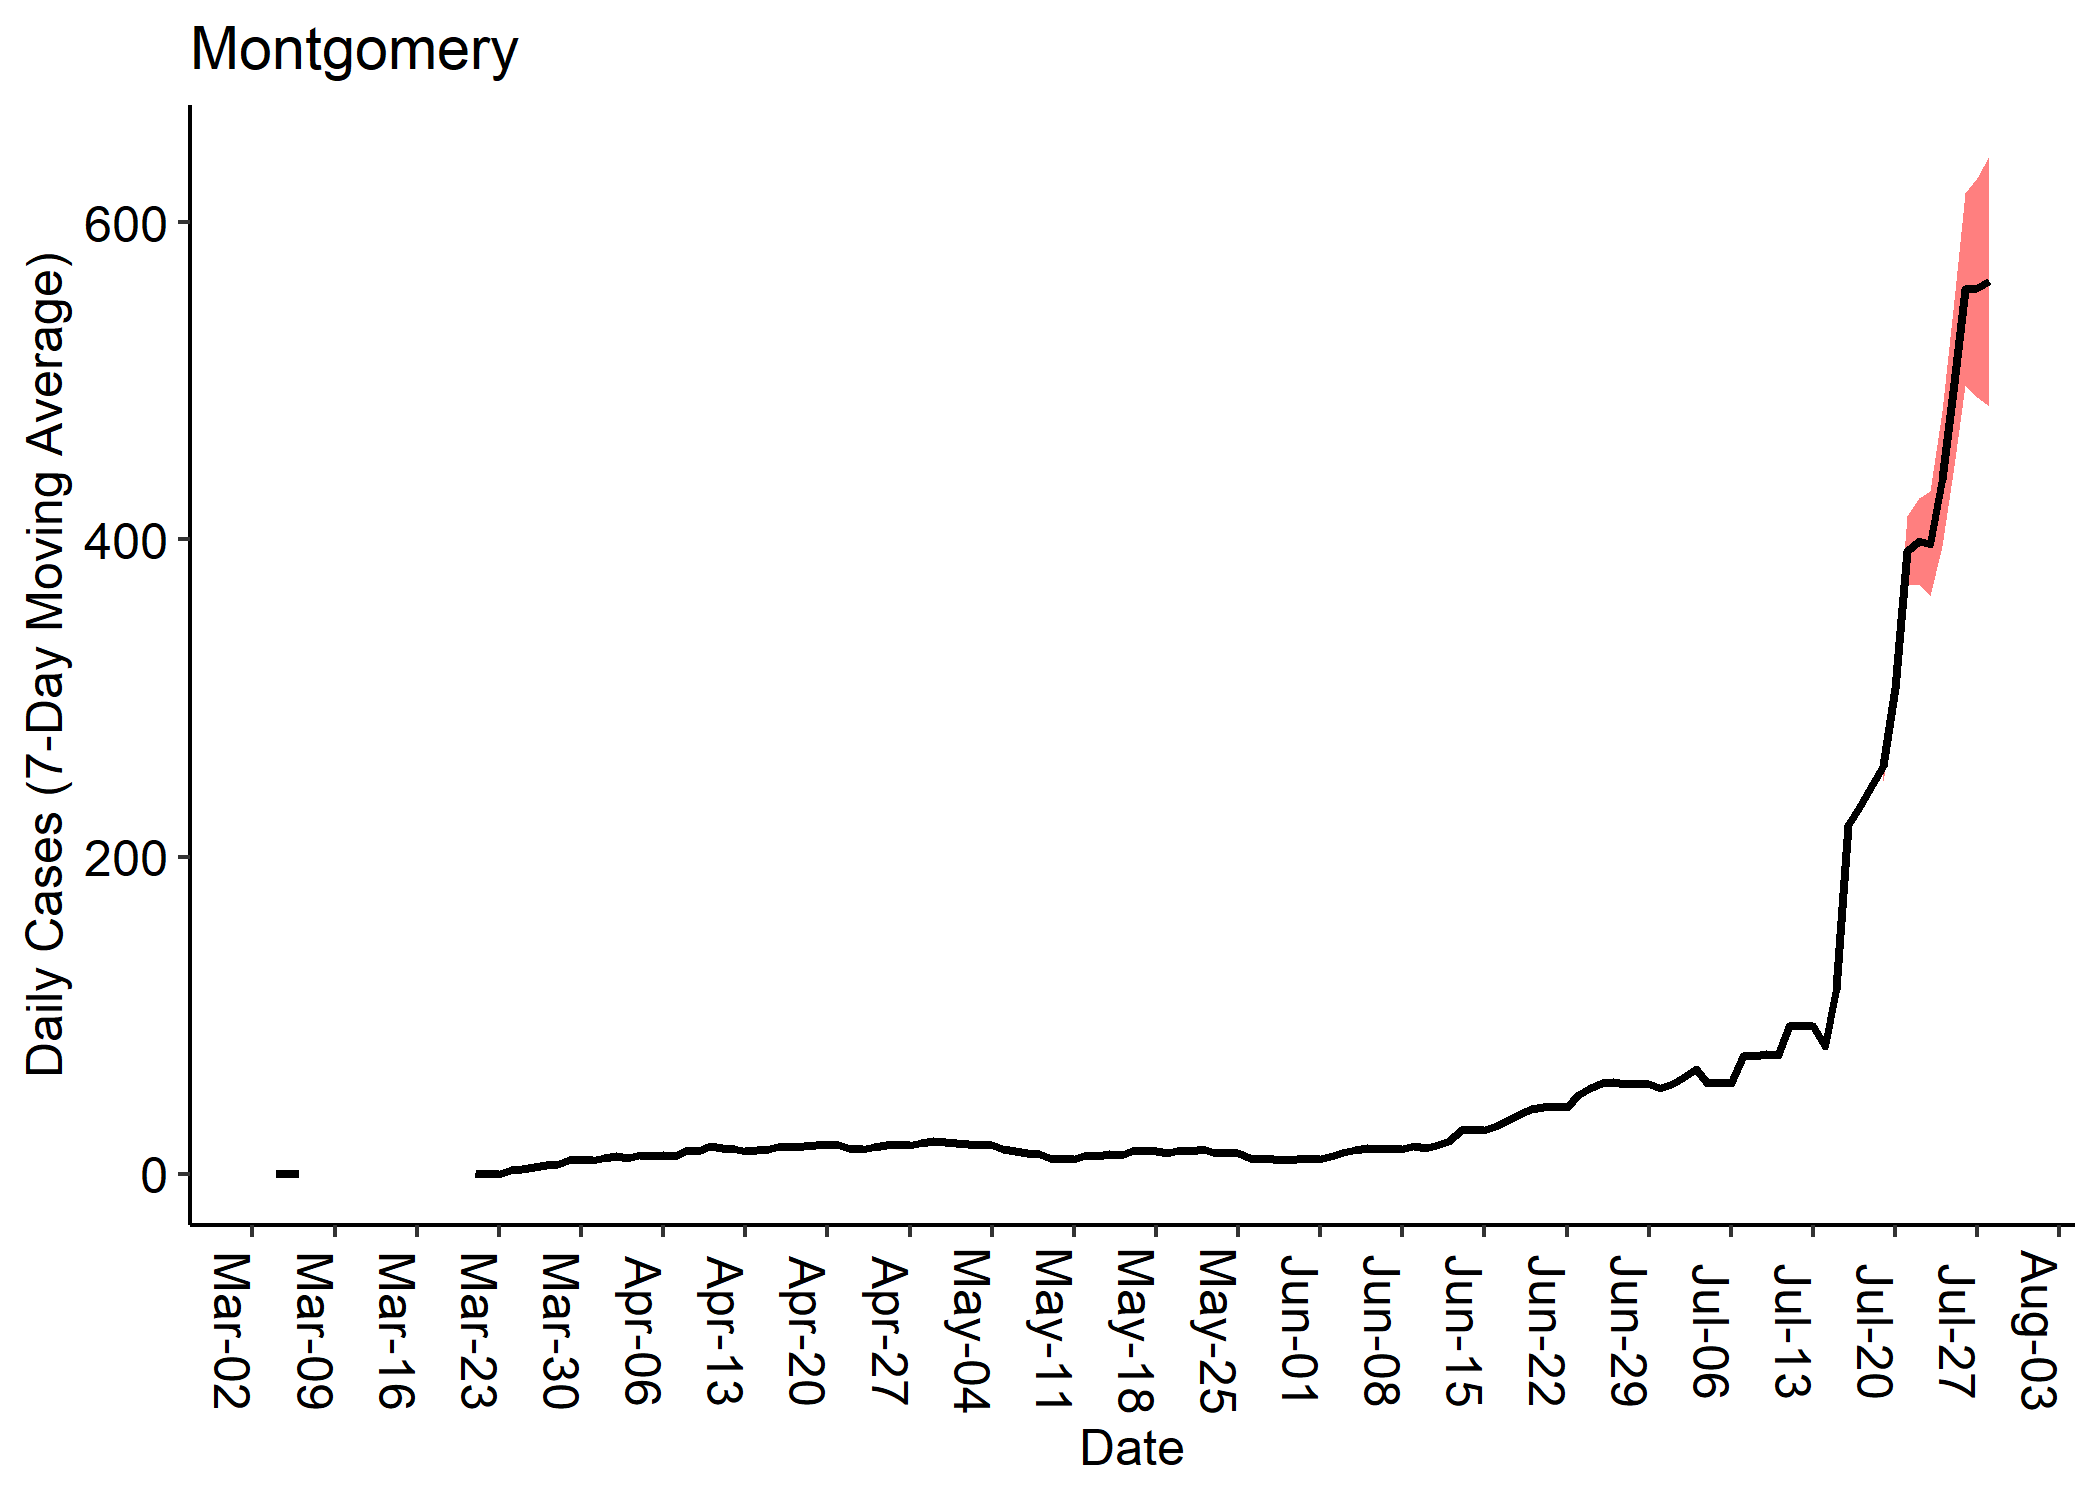 Montgomery
Daily Cases (7-Day Moving Average)
600
400
200
0
Mar-02
Mar-09
Mar-16
Mar-23
Mar-30
Apr-06
Apr-13
Apr-20
Apr-27
May-04
May-11
May-18
May-25
Jun-01
Jun-08
Jun-15
Jun-22
Jun-29
Jul-06
Jul-13
Jul-20
Jul-27
Aug-03
Date